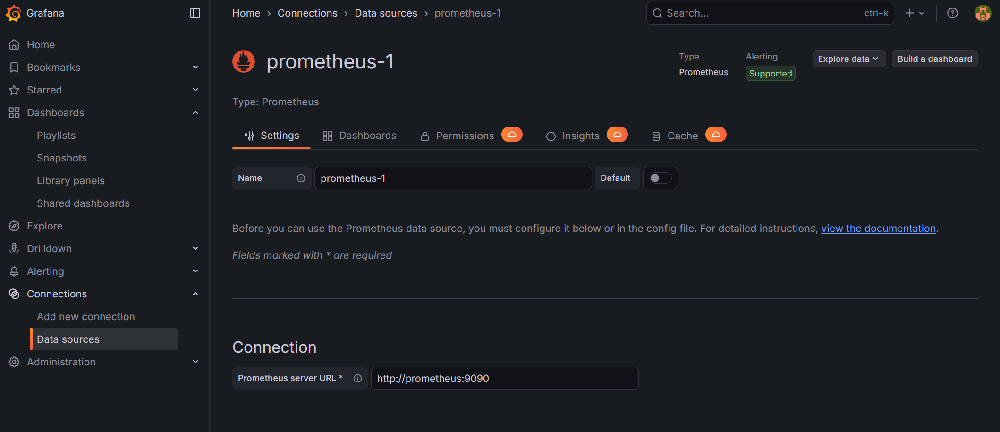 Grafana
Home › Connections › Data sources › prometheus-1
Search... ctrl+k
Home
Bookmarks
Starred
Dashboards
Playlists
Snapshots
Library panels
Shared dashboards
Explore
Drilldown
Alerting
Connections
Add new connection
Data sources
Administration
prometheus-1
Type
Prometheus
Alerting
Supported
Explore data
Build a dashboard
Type: Prometheus
Settings Dashboards Permissions Insights Cache
Name prometheus-1 Default
Before you can use the Prometheus data source, you must configure it below or in the config file. For detailed instructions, view the documentation.
Fields marked with * are required
Connection
Prometheus server URL * http://prometheus:9090